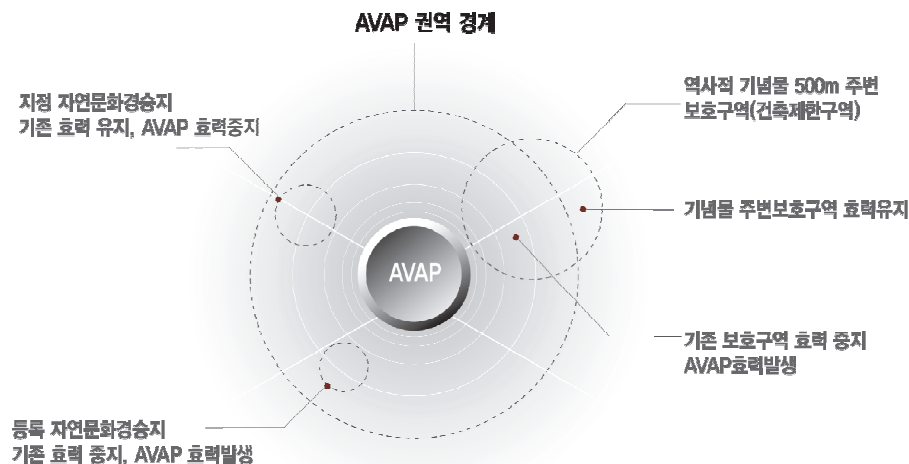 AVAP 권역 경계
지정 자연문화경승지
기존 효력 유지, AVAP 효력중지
역사적 기념물 500m 주변
보호구역(건축제한구역)
기념물 주변보호구역 효력유지
AVAP
기존 보호구역 효력 중지
AVAP효력발생
등록 자연문화경승지
기존 효력 중지, AVAP 효력발생